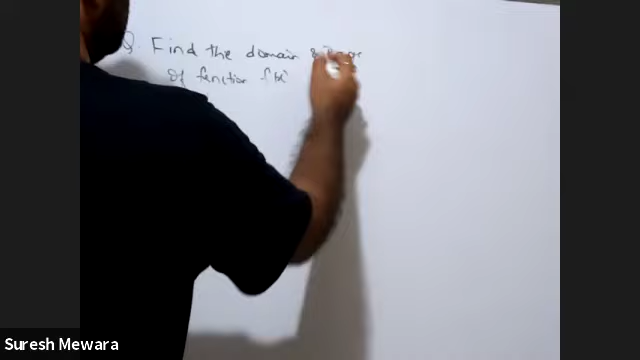 Q. Find the domain &
Of function f(x)
Suresh Mewara